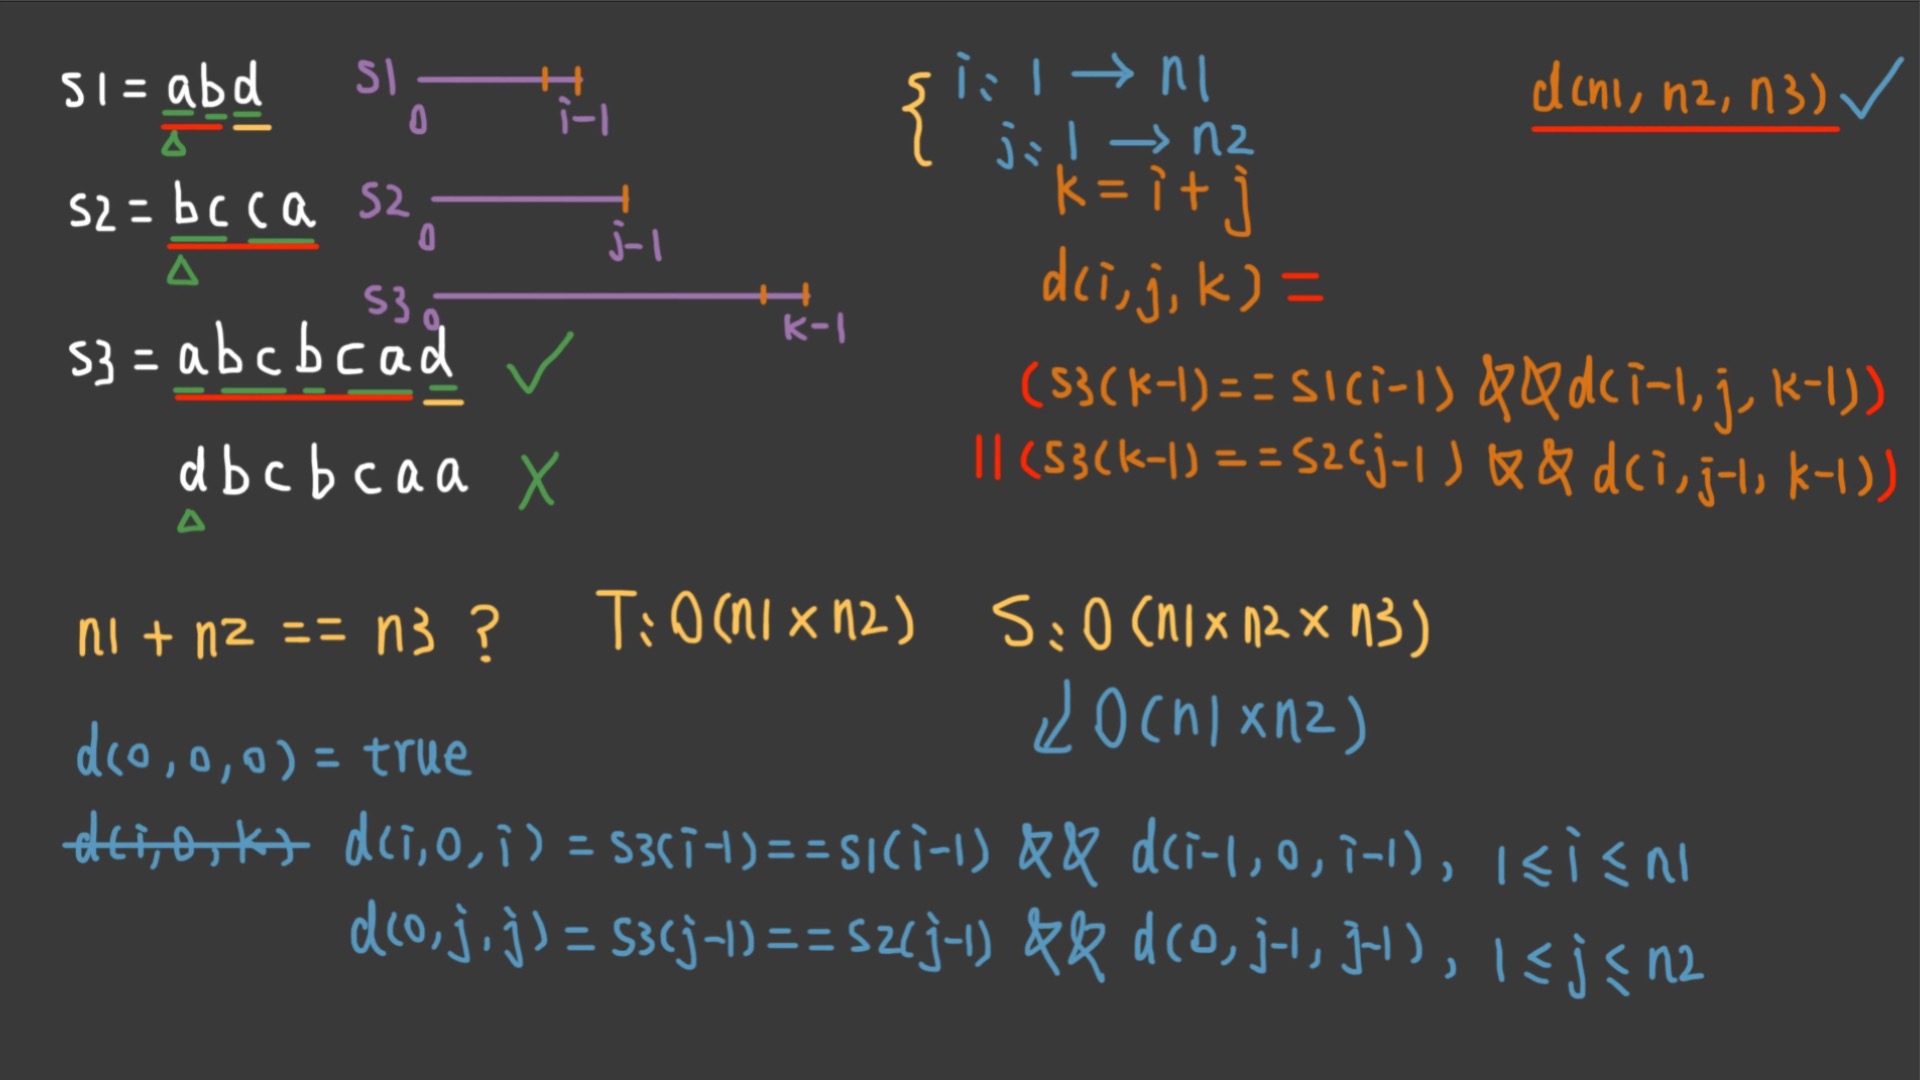 s1 = abd
s1
0
i-1
s2 = bcca
s2
0
j-1
s3
0
k-1
s3 = abcbcad
dbcbcaa
i: 1 → n1
j: 1 → n2
k = i + j
d(i, j, k) =
(s3(k-1) == s1(i-1) && d(i-1, j, k-1))
|| (s3(k-1) == s2(j-1) && d(i, j-1, k-1))
d(n1, n2, n3)
n1 + n2 == n3 ?
T: O(n1 x n2)
S: O(n1 x n2 x n3)
O(n1 x n2)
d(0, 0, 0) = true
d(i, 0, k)
d(i, 0, i) = s3(i-1) == s1(i-1) && d(i-1, 0, i-1), 1 ≤ i ≤ n1
d(0, j, j) = s3(j-1) == s2(j-1) && d(0, j-1, j-1), 1 ≤ j ≤ n2